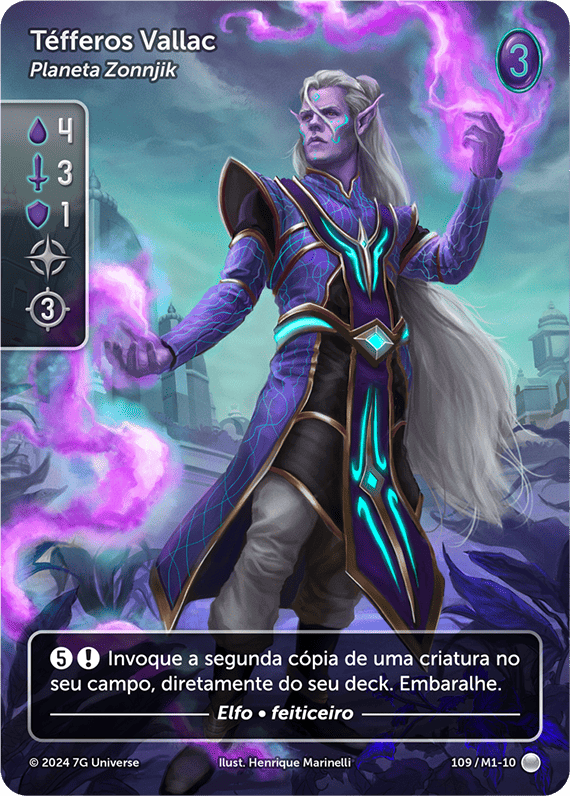 Téfferos Vallac
Planeta Zonnjik
3
4
3
1
3
5 ! Invoque a segunda cópia de uma criatura no
seu campo, diretamente do seu deck. Embaralhe.
Elfo • feiticeiro
© 2024 7G Universe
Ilust. Henrique Marinelli
109 / M1-10